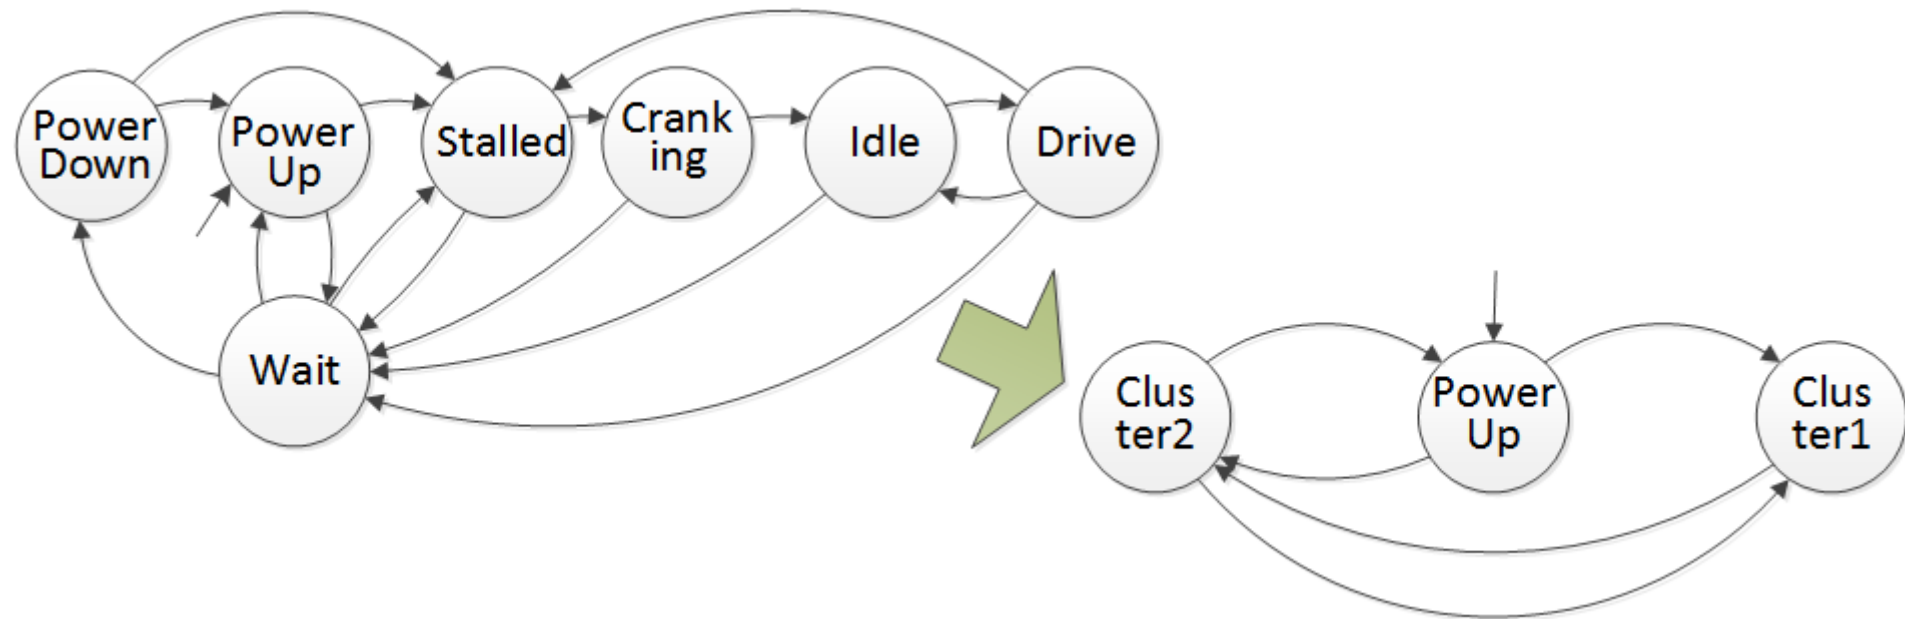 Power
Down
Power
Up
Stalled
Crank
ing
Idle
Drive
Wait
Clus
ter2
Power
Up
Clus
ter1